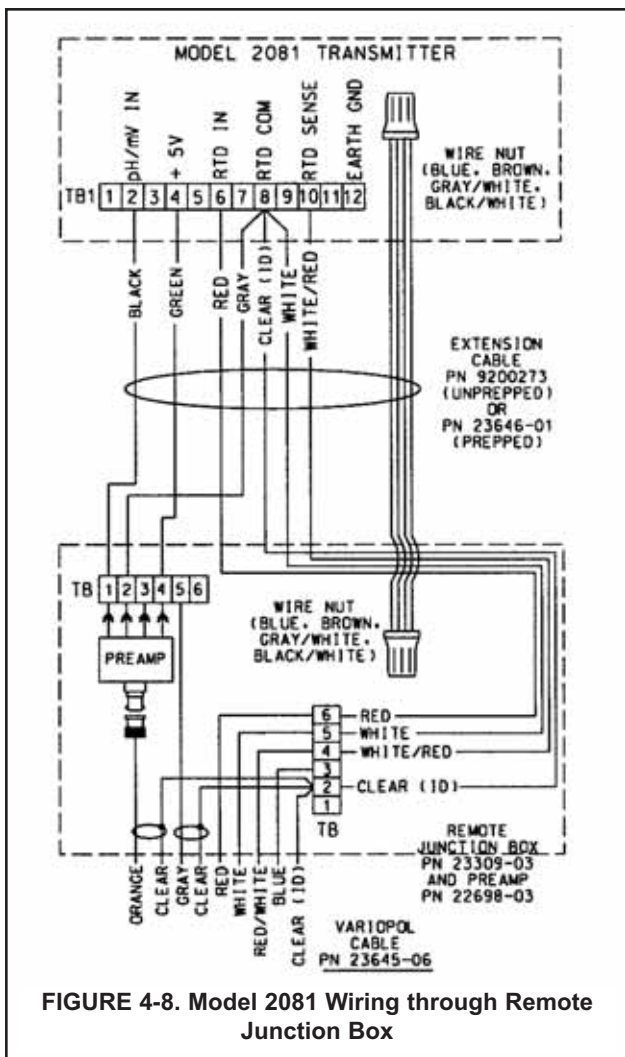 MODEL 2081 TRANSMITTER
pH/mV IN
+ 5V
RTD IN
RTD COM
RTD SENSE
EARTH GND
TB1 1 2 3 4 5 6 7 8 9 10 11 12
WIRE NUT
(BLUE. BROWN.
GRAY/WHITE.
BLACK/WHITE)
BLACK
GREEN
RED
GRAY
CLEAR (ID)
WHITE
WHITE/RED
EXTENSION
CABLE
PN 9200273
(UNPREPPED)
OR
PN 23646-01
(PREPPED)
TB 1 2 3 4 5 6
PREAMP
WIRE NUT
(BLUE. BROWN.
GRAY/WHITE.
BLACK/WHITE)
6 RED
5 WHITE
4 WHITE/RED
3
2 CLEAR (ID)
1
TB
REMOTE
JUNCTION BOX
PN 23309-03
AND PREAMP
PN 22698-03
ORANGE
CLEAR
GRAY
CLEAR
RED
WHITE
RED/WHITE
BLUE
CLEAR (ID)
VARIOPOL
CABLE
PN 23645-06
FIGURE 4-8. Model 2081 Wiring through Remote
Junction Box